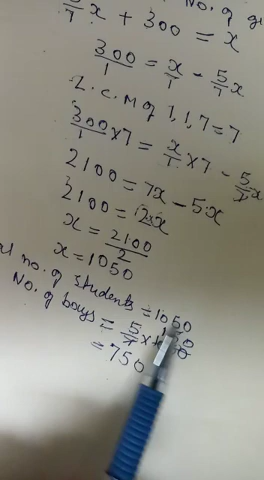 No. of
5/7 x + 300 = x
300/1 = x/1 - 5/7 x
L.C.M of 1,1,7 = 7
300/1 × 7 = x/1 × 7 - 5/7 x
2100 = 7x - 5x
2100 = 2x
x = 2100/2
x = 1050
no. of students = 1050
No. of boys = 5/7 ×
= 750